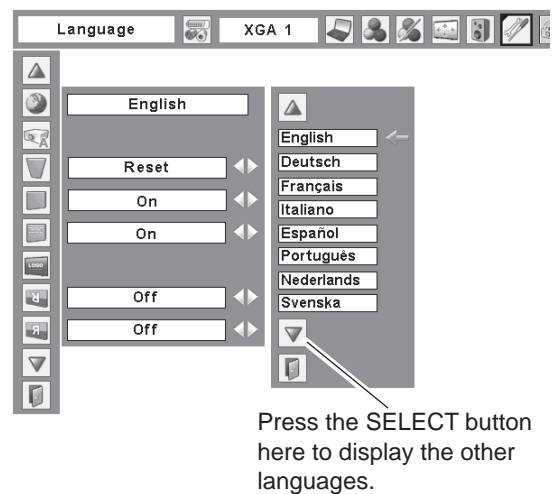 Language
XGA 1
English
Reset
On
On
LOGO
Off
Off
English
Deutsch
Français
Italiano
Español
Português
Nederlands
Svenska
Press the SELECT button
here to display the other
languages.